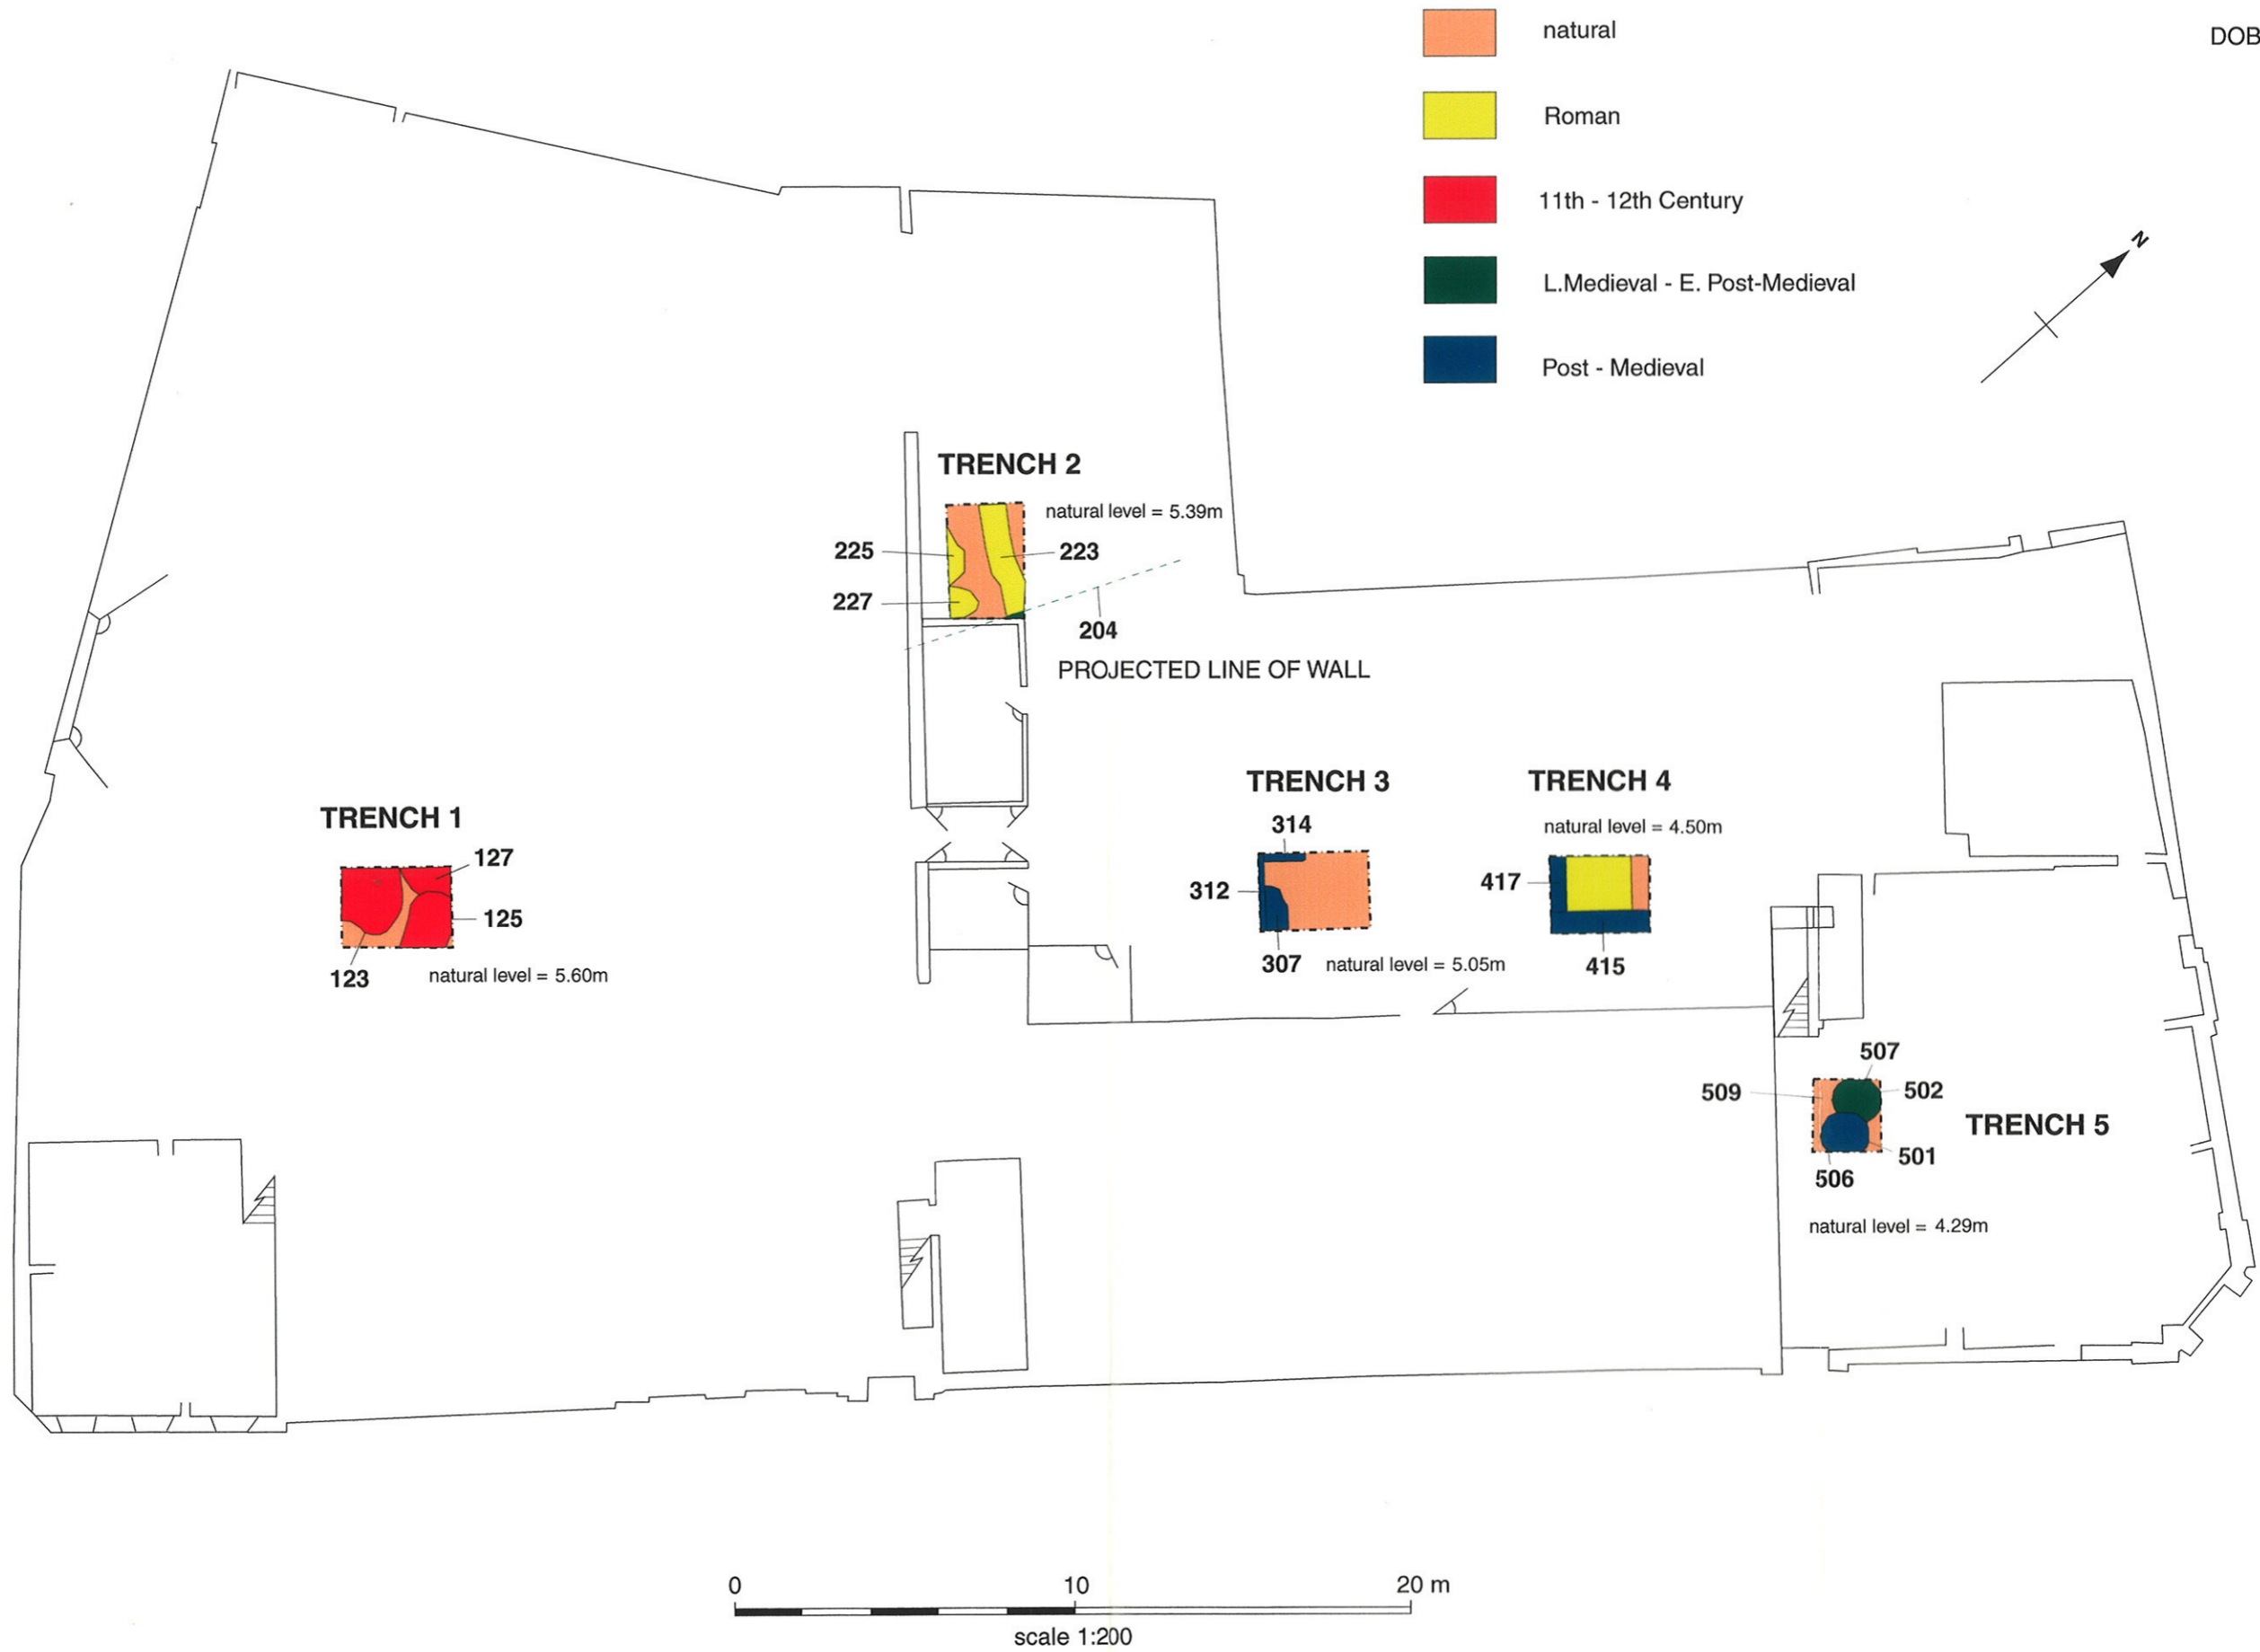 natural
DOB
Roman
11th - 12th Century
L.Medieval - E. Post-Medieval
Post - Medieval
N
TRENCH 2
natural level = 5.39m
225
223
227
204
PROJECTED LINE OF WALL
TRENCH 3
TRENCH 4
314
natural level = 4.50m
312
417
307
natural level = 5.05m
415
TRENCH 1
127
125
123
natural level = 5.60m
507
509
502
TRENCH 5
501
506
natural level = 4.29m
0
10
20 m
scale 1:200